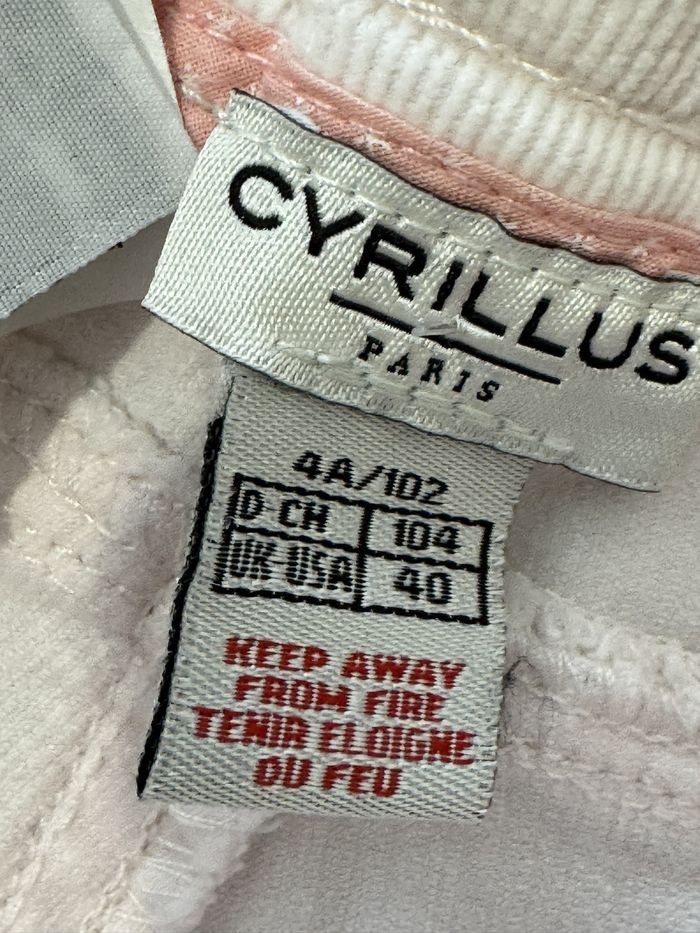 CYRILLUS
PARIS
4A/102
D-CH 104
UK-USA 40
KEEP AWAY
FROM FIRE
TENIR ELOIGNE
DU FEU